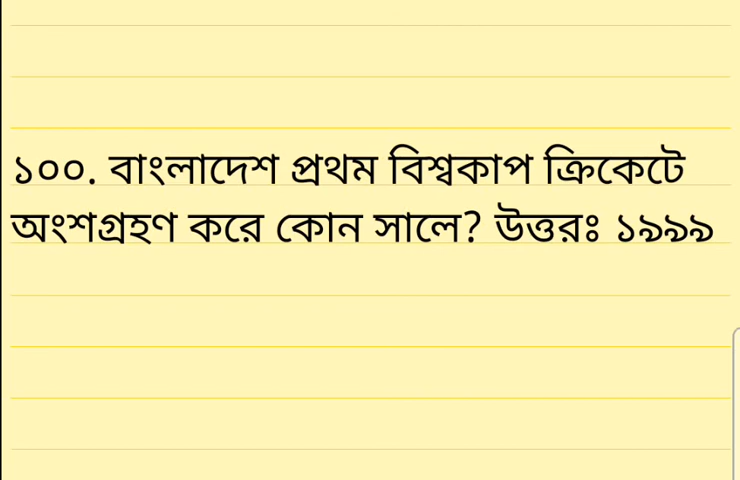 ১০০. বাংলাদেশ প্রথম বিশ্বকাপ ক্রিকেটে
অংশগ্রহণ করে কোন সালে? উত্তরঃ ১৯৯৯